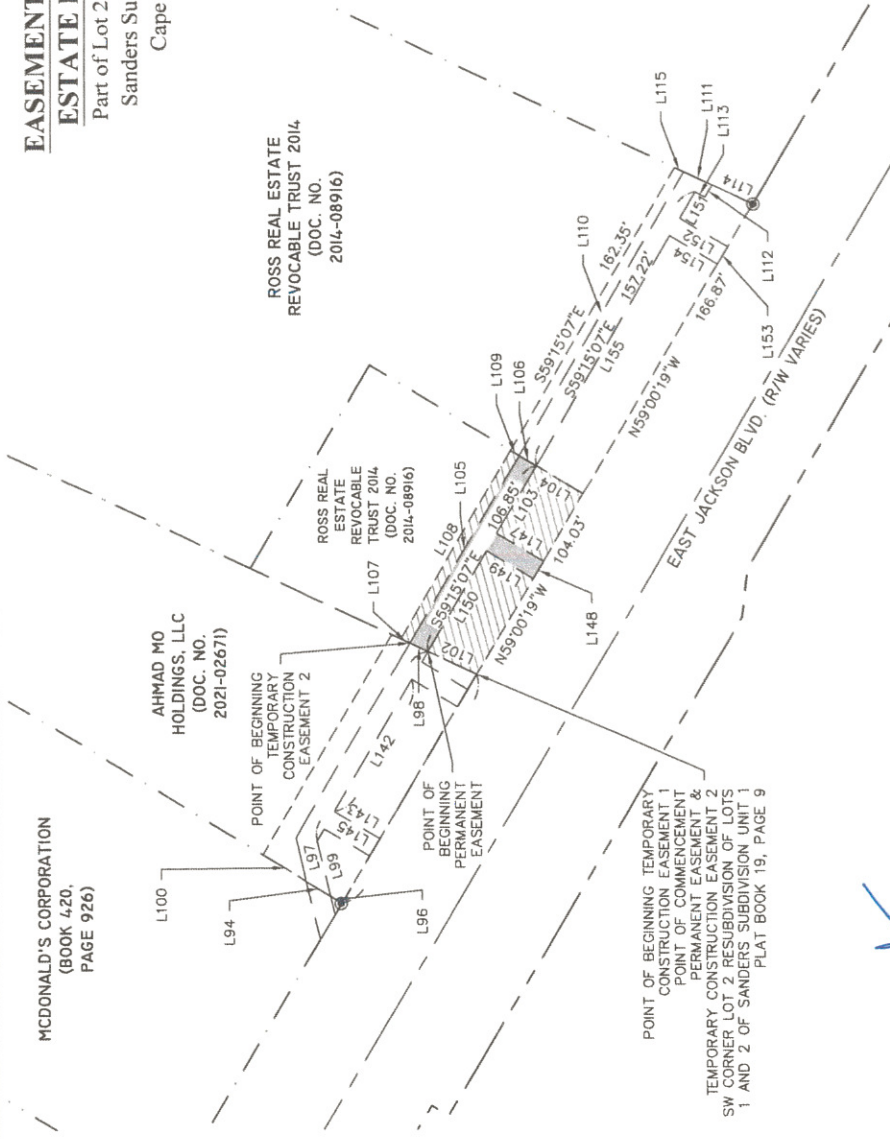 EASEMENT
ESTATE
Part of Lot 2
Sanders Su
Cape
MCDONALD'S CORPORATION
(BOOK 420,
PAGE 926)
L100
L94
L97
L99
L96
L145
L143
L142
AHMAD MO
HOLDINGS, LLC
(DOC. NO.
2021-02671)
POINT OF BEGINNING
TEMPORARY
CONSTRUCTION
EASEMENT 2
L98
POINT OF
BEGINNING
PERMANENT
EASEMENT
L107
ROSS REAL
ESTATE
REVOCABLE
TRUST 2014
(DOC. NO.
2014-08916)
L108
L105
S59°15'07"E
106.85'
L102
L150
L149
L147
L103
L104
N59°00'19"W
104.03'
L148
L109
L106
ROSS REAL ESTATE
REVOCABLE TRUST 2014
(DOC. NO.
2014-08916)
S59°15'07"E
162.35'
L110
S59°15'07"E
157.22'
L155
N59°00'19"W
166.87'
L154
L152
L151
L153
L112
L115
L111
L113
L114
EAST JACKSON BLVD. (R/W VARIES)
POINT OF BEGINNING TEMPORARY
CONSTRUCTION EASEMENT 1
POINT OF COMMENCEMENT
PERMANENT EASEMENT &
TEMPORARY CONSTRUCTION EASEMENT 2
SW CORNER LOT 2 RESUBDIVISION OF LOTS
1 AND 2 OF SANDERS SUBDIVISION UNIT 1
PLAT BOOK 19, PAGE 9